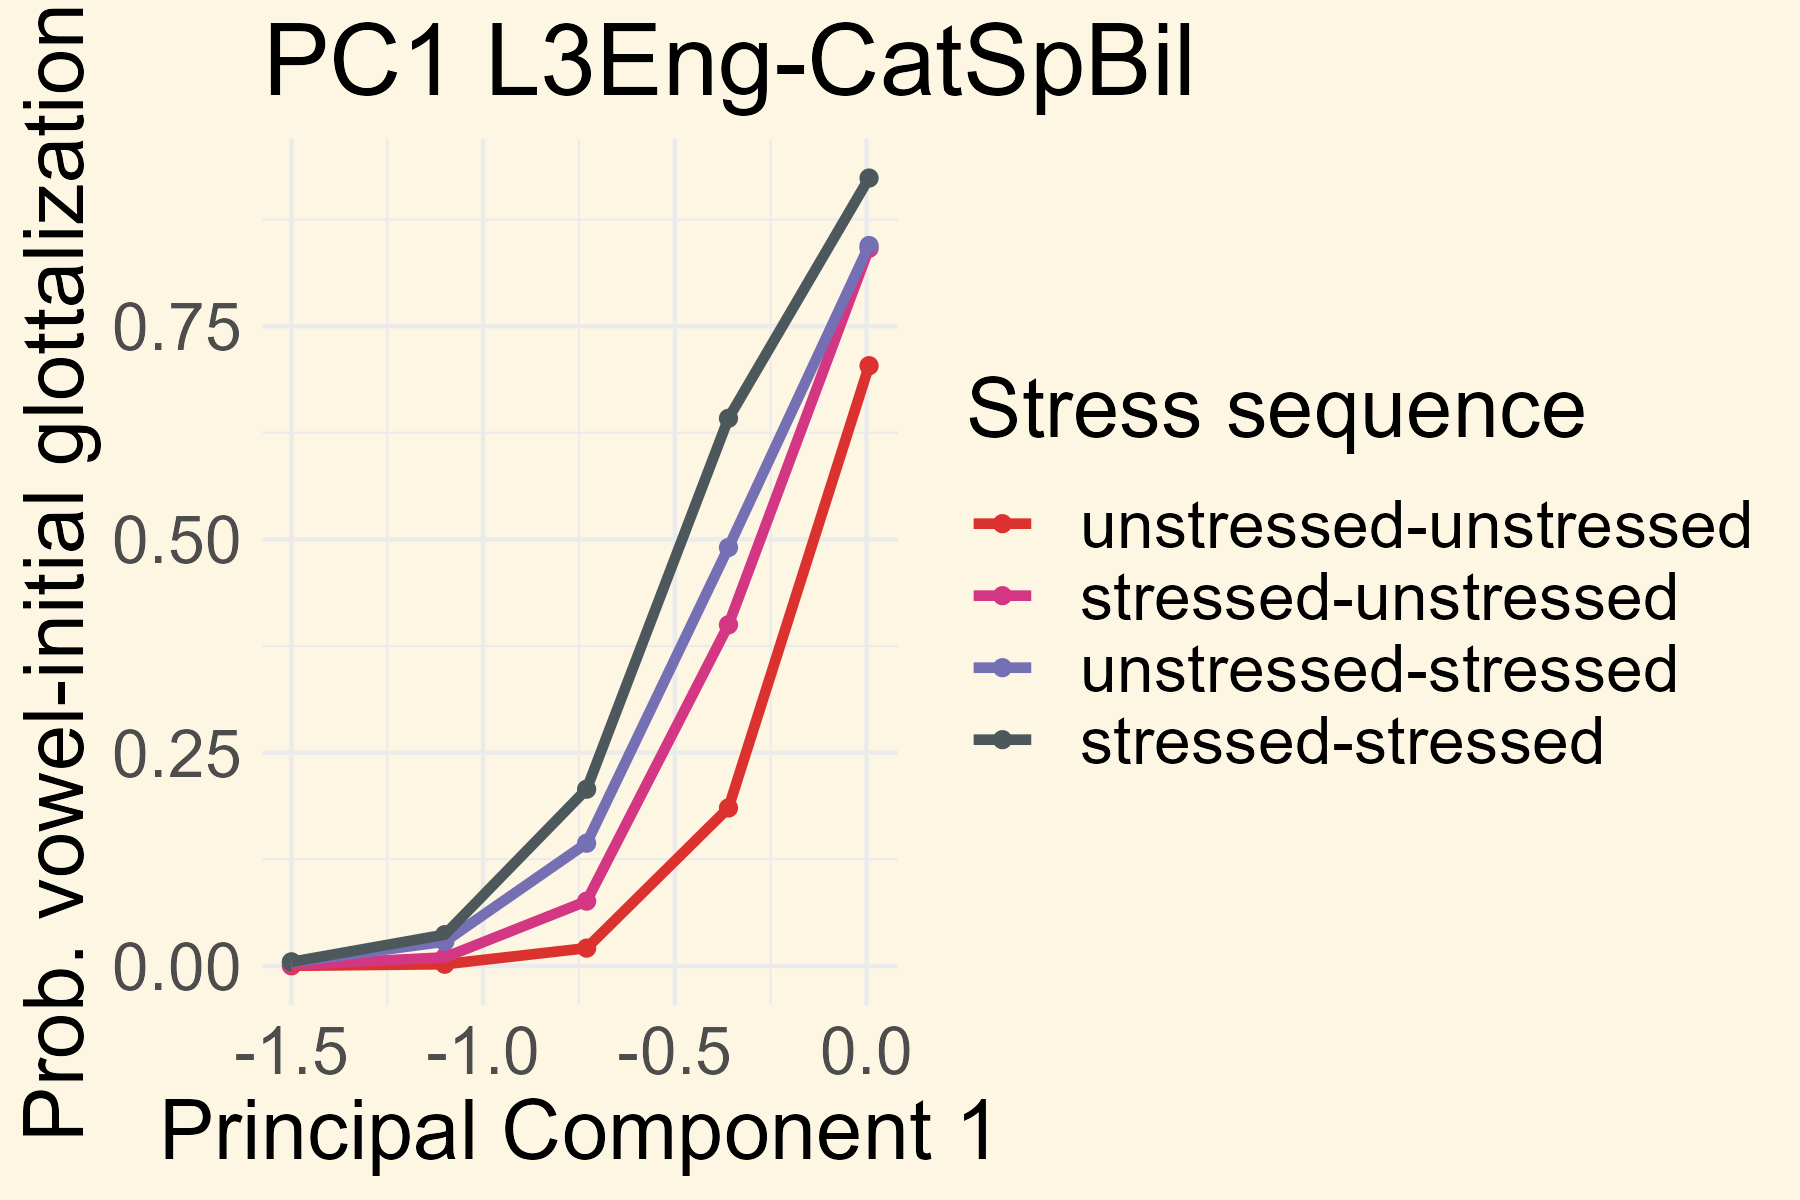 PC1 L3Eng-CatSpBil
Prob. vowel-initial glottalization
0.75
0.50
0.25
0.00
-1.5 -1.0 -0.5 0.0
Principal Component 1
Stress sequence
unstressed-unstressed
stressed-unstressed
unstressed-stressed
stressed-stressed